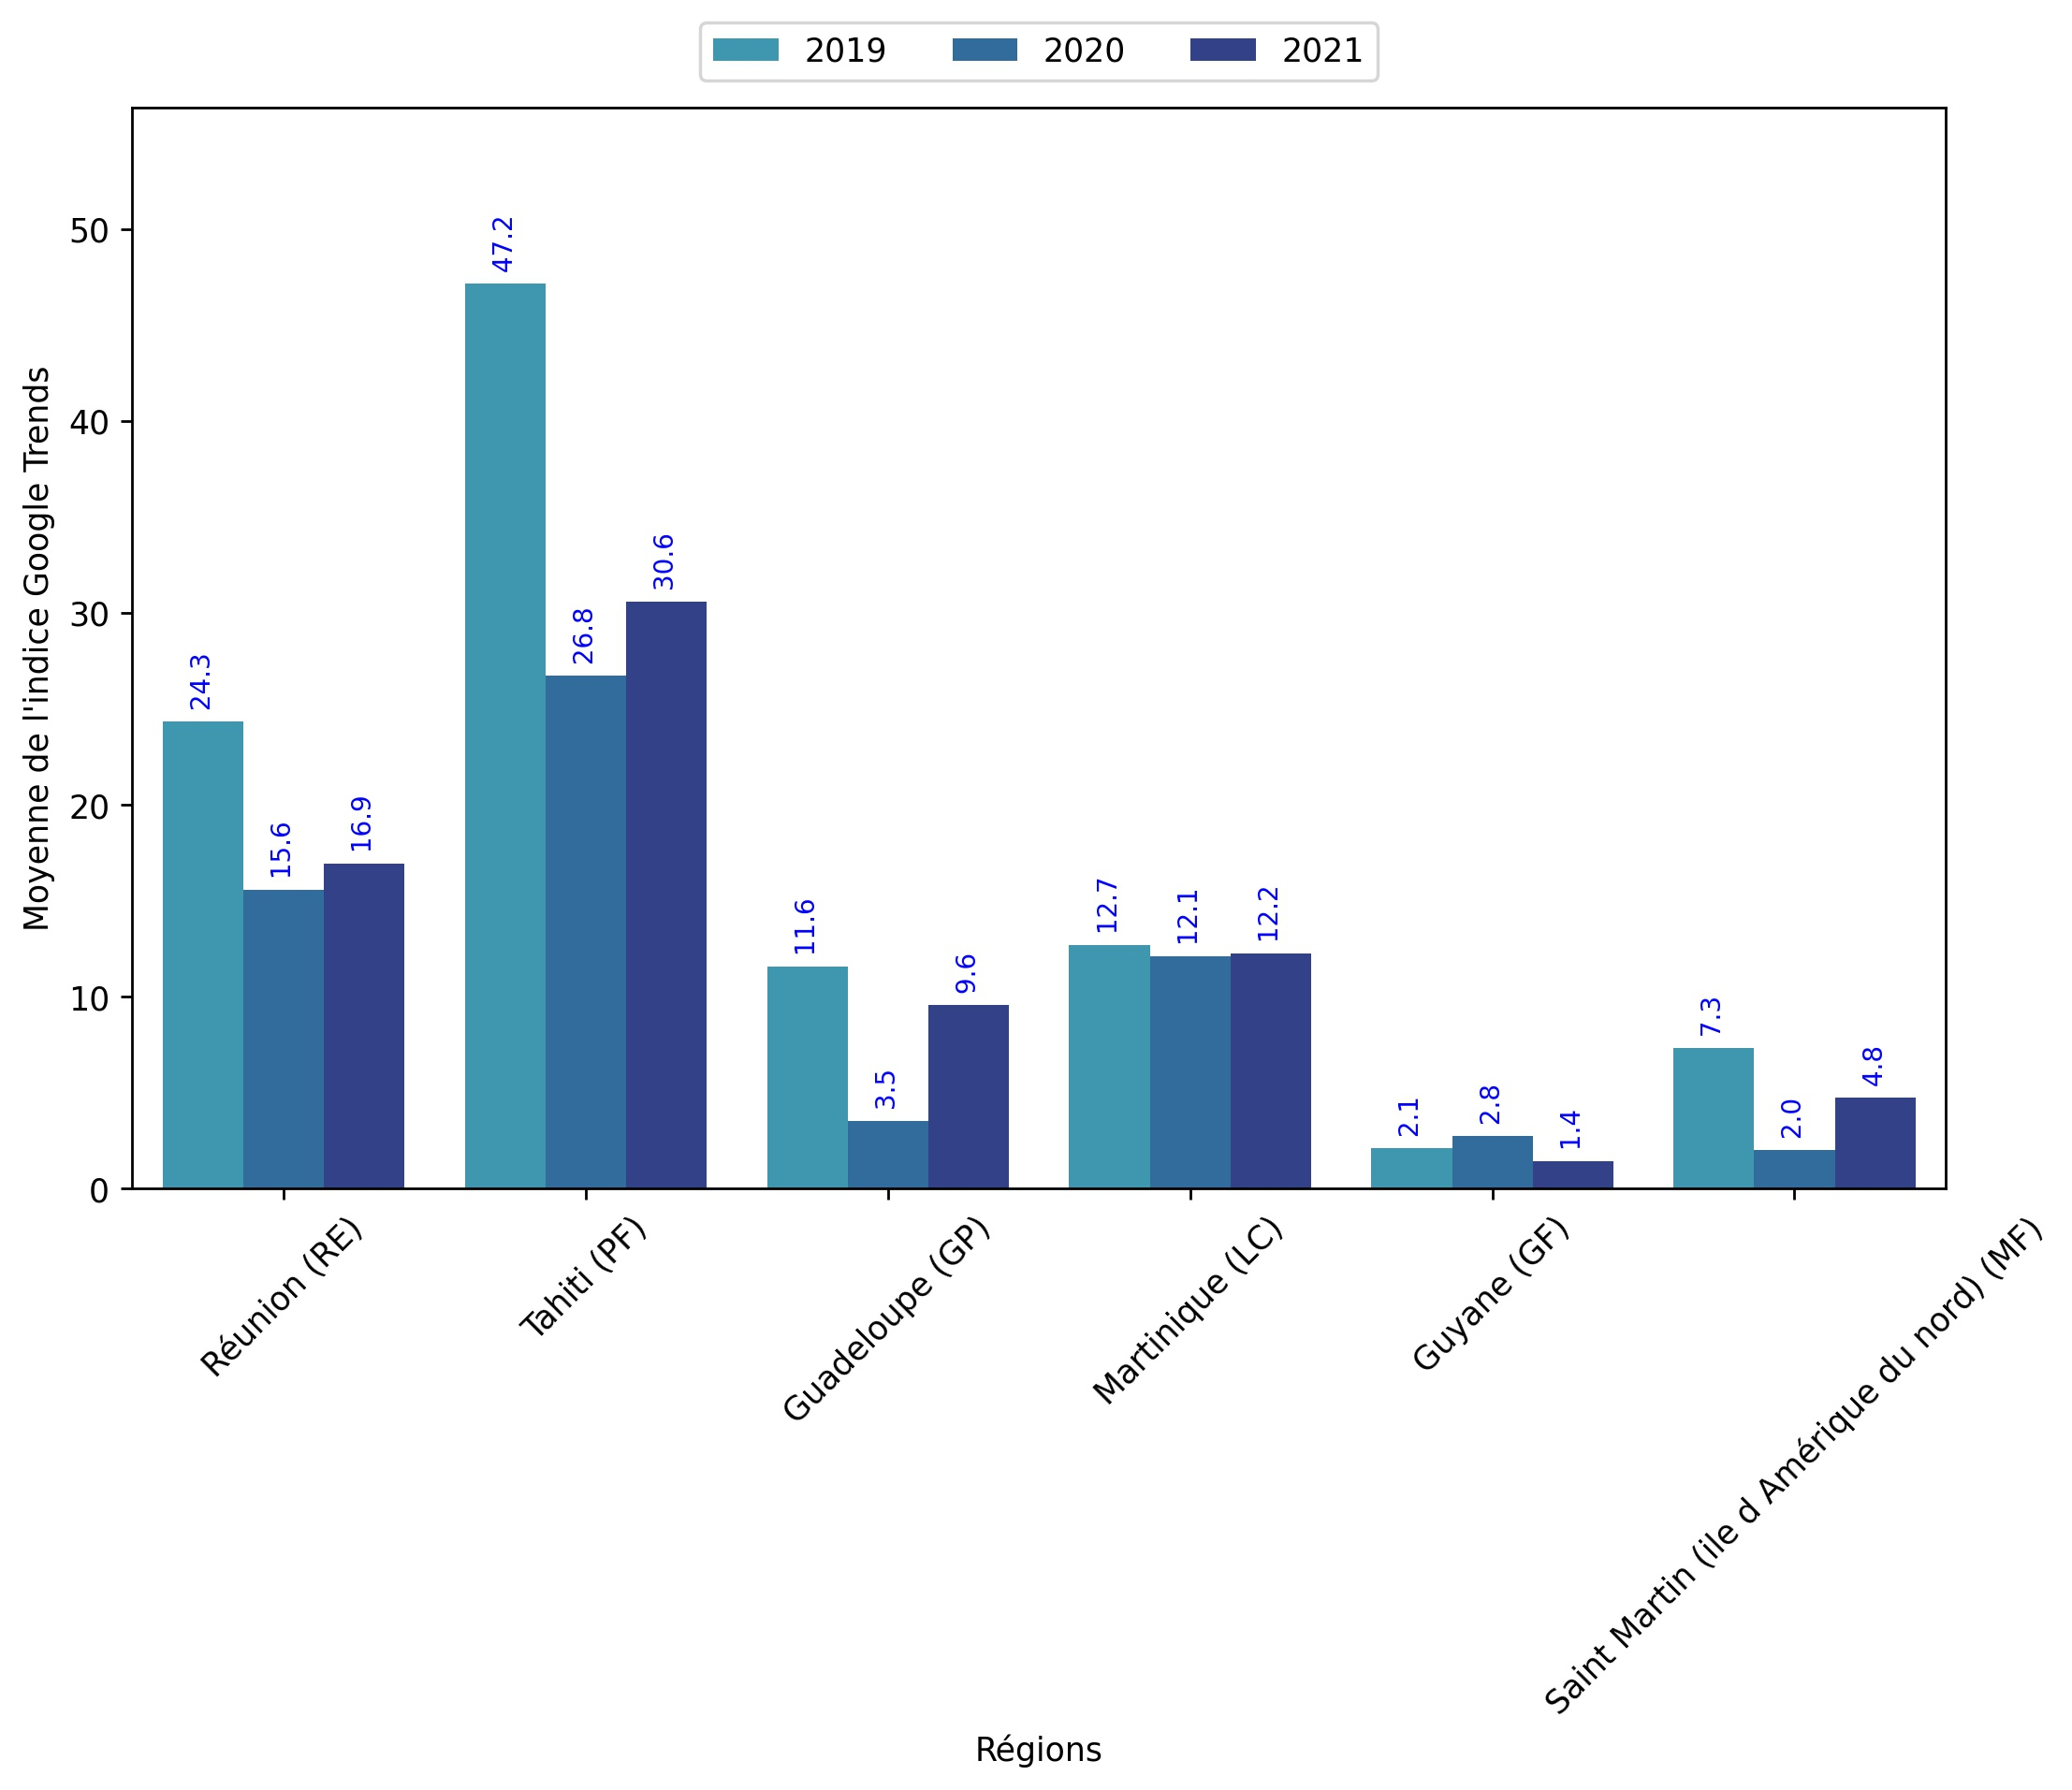 2019 2020 2021
Moyenne de l'indice Google Trends
50
40
30
20
10
0
24.3 15.6 16.9
47.2 26.8 30.6
11.6 3.5 9.6
12.7 12.1 12.2
2.1 2.8 1.4
7.3 2.0 4.8
Réunion (RE)
Tahiti (PF)
Guadeloupe (GP)
Martinique (LC)
Guyane (GF)
Saint Martin (ile d Amérique du nord) (MF)
Régions